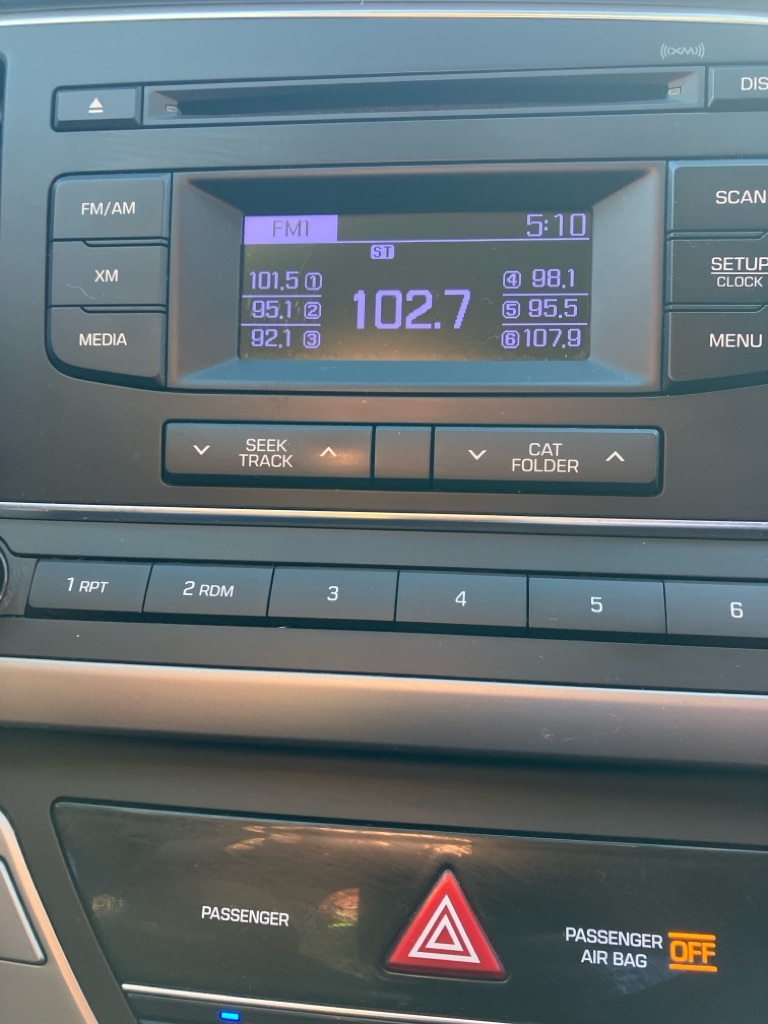 ((XM))
DIS
FM/AM
XM
MEDIA
FM1
5:10
ST
101.5 1
95.1 2
92.1 3
102.7
4 98.1
5 95.5
6 107.9
SCAN
SETUP
CLOCK
MENU
SEEK
TRACK
CAT
FOLDER
1 RPT
2 RDM
3
4
5
6
PASSENGER
PASSENGER
AIR BAG
OFF